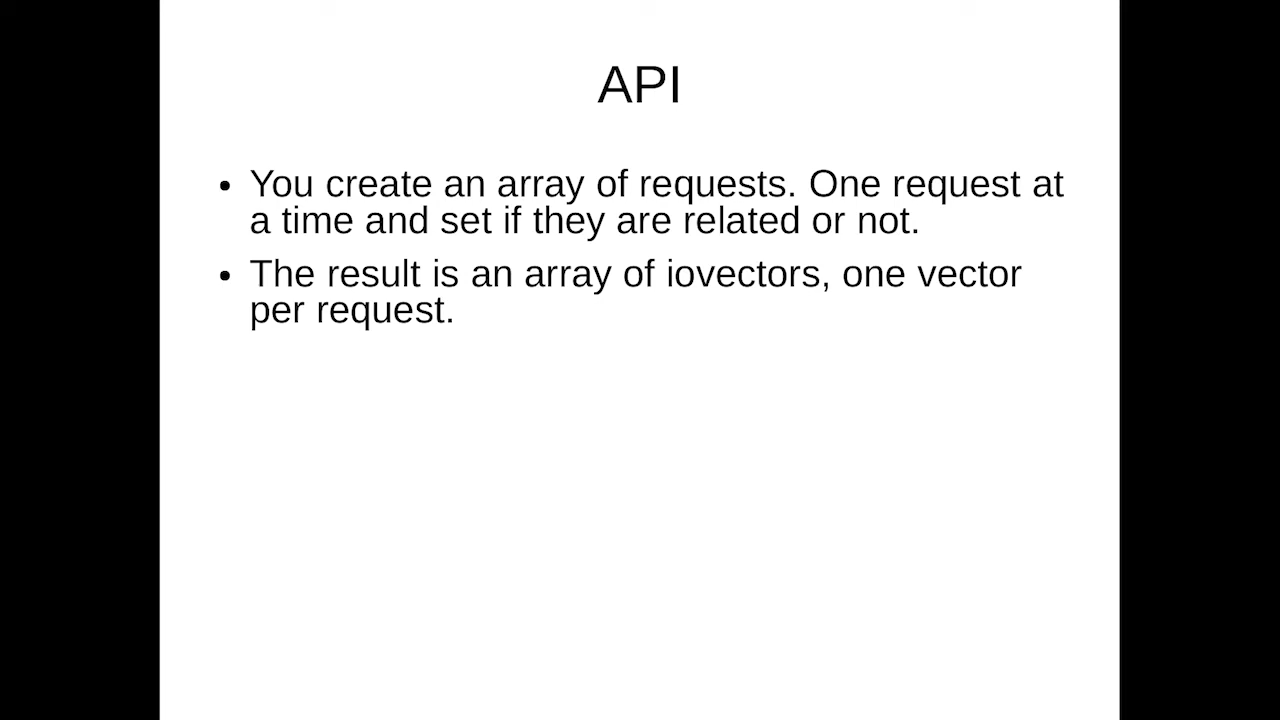 API
• You create an array of requests. One request at
a time and set if they are related or not.
• The result is an array of iovectors, one vector
per request.